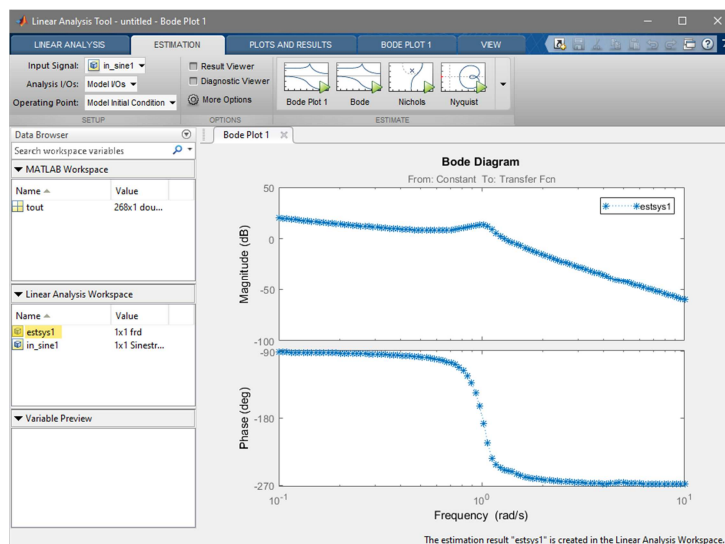 Linear Analysis Tool - untitled - Bode Plot 1
LINEAR ANALYSIS
ESTIMATION
PLOTS AND RESULTS
BODE PLOT 1
VIEW
Input Signal: in_sine1
Analysis I/Os: Model I/Os
Operating Point: Model Initial Condition
SETUP
Result Viewer
Diagnostic Viewer
More Options
OPTIONS
Bode Plot 1
Bode
Nichols
Nyquist
ESTIMATE
Data Browser
Search workspace variables
MATLAB Workspace
Name Value
tout 268x1 dou...
Linear Analysis Workspace
Name Value
estsys1 1x1 frd
in_sine1 1x1 Sinestr...
Variable Preview
Bode Plot 1
Bode Diagram
From: Constant To: Transfer Fcn
estsys1
Magnitude (dB)
50
0
-50
-100
Phase (deg)
-90
-180
-270
10^-1
10^0
10^1
Frequency (rad/s)
The estimation result "estsys1" is created in the Linear Analysis Workspace.